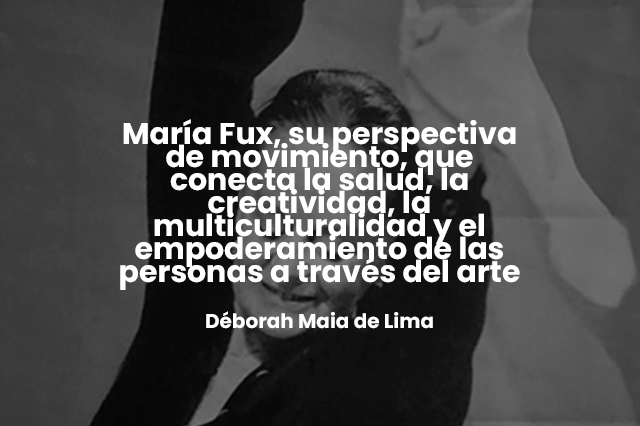 María Fux, su perspectiva
de movimiento, que
conecta la salud, la
creatividad, la
multiculturalidad y el
empoderamiento de las
personas a través del arte
Déborah Maia de Lima